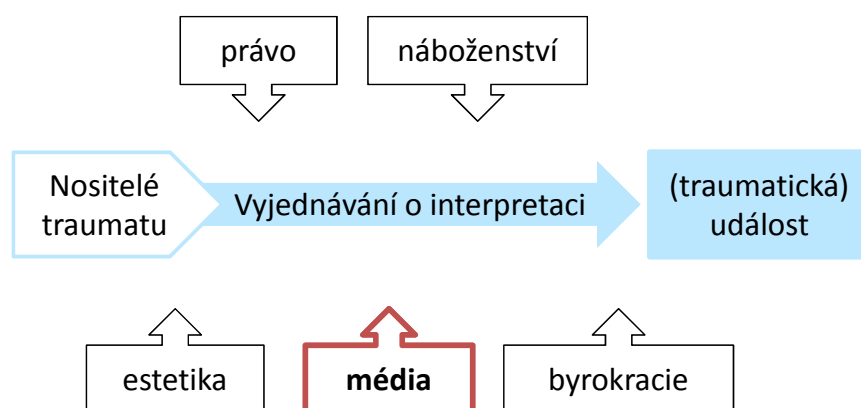 právo
náboženství
Nositelé
traumatu
Vyjednávání o interpretaci
(traumatická)
událost
estetika
média
byrokracie